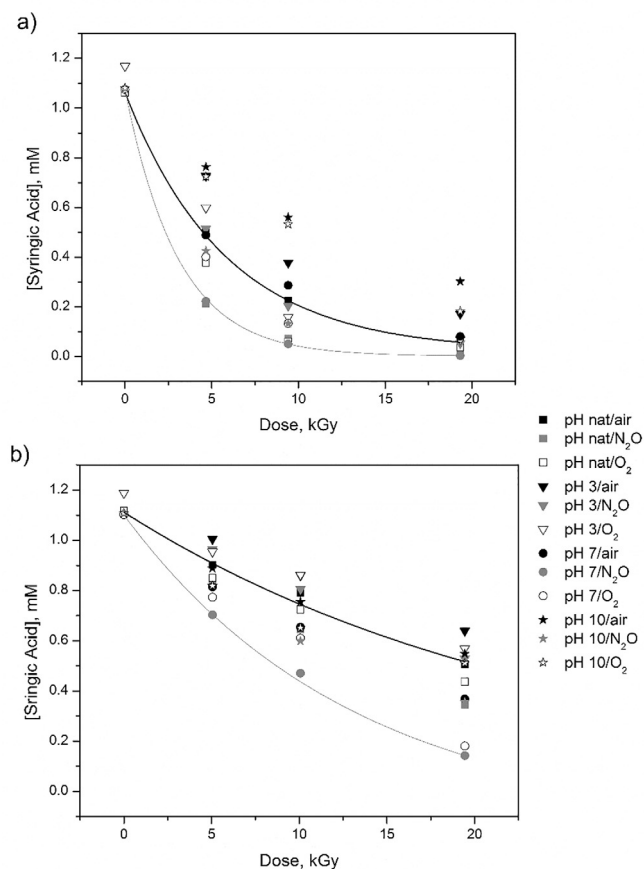 a)
1.2
1.0
0.8
0.6
0.4
0.2
0.0
[Syringic Acid], mM
0
5
10
15
20
Dose, kGy
b)
1.2
1.0
0.8
0.6
0.4
0.2
0.0
[Sringic Acid], mM
0
5
10
15
20
Dose, kGy
pH nat/air
pH nat/N₂O
pH nat/O₂
pH 3/air
pH 3/N₂O
pH 3/O₂
pH 7/air
pH 7/N₂O
pH 7/O₂
pH 10/air
pH 10/N₂O
pH 10/O₂